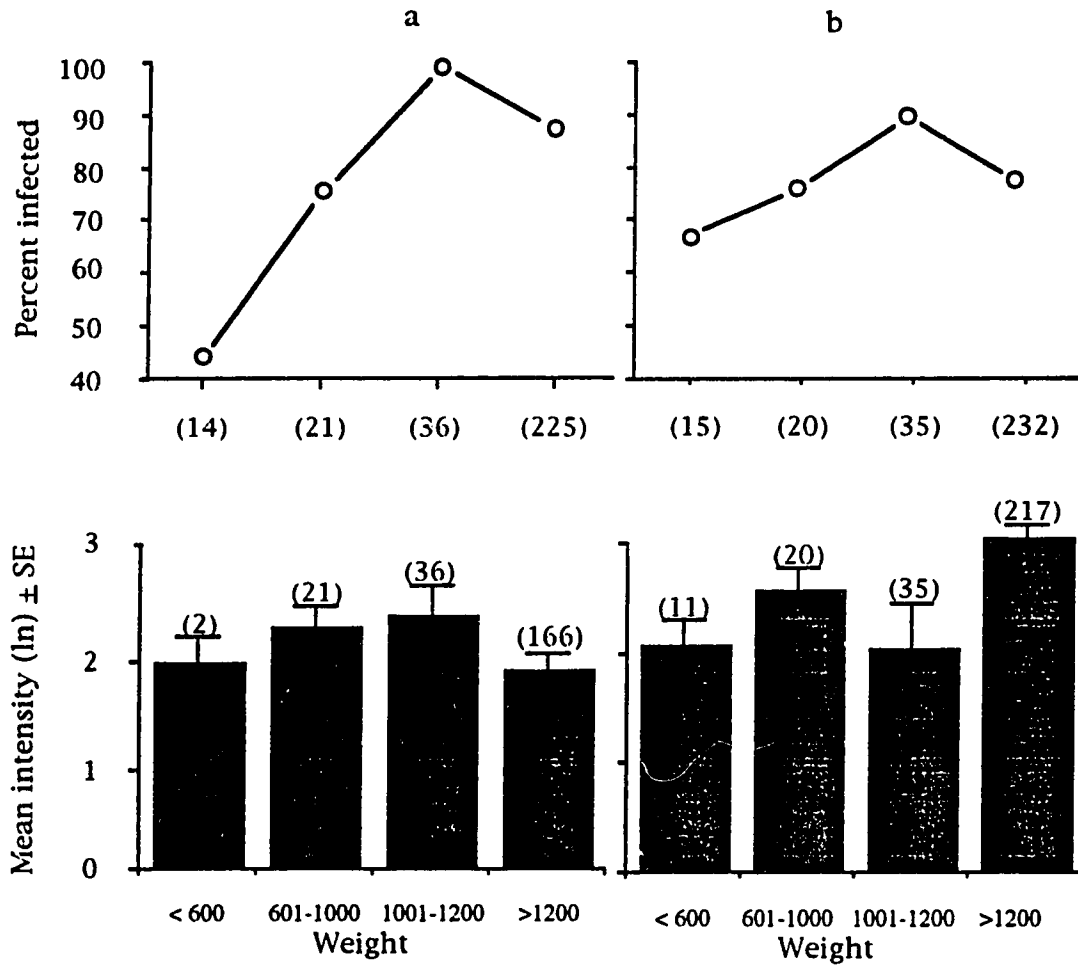 a
b
Percent infected
100
90
80
70
60
50
40
(14) (21) (36) (225)
(15) (20) (35) (232)
Mean intensity (ln) ± SE
3
2
1
0
(2) (21) (36) (166)
(11) (20) (35) (217)
< 600 601-1000 1001-1200 >1200
Weight
< 600 601-1000 1001-1200 >1200
Weight